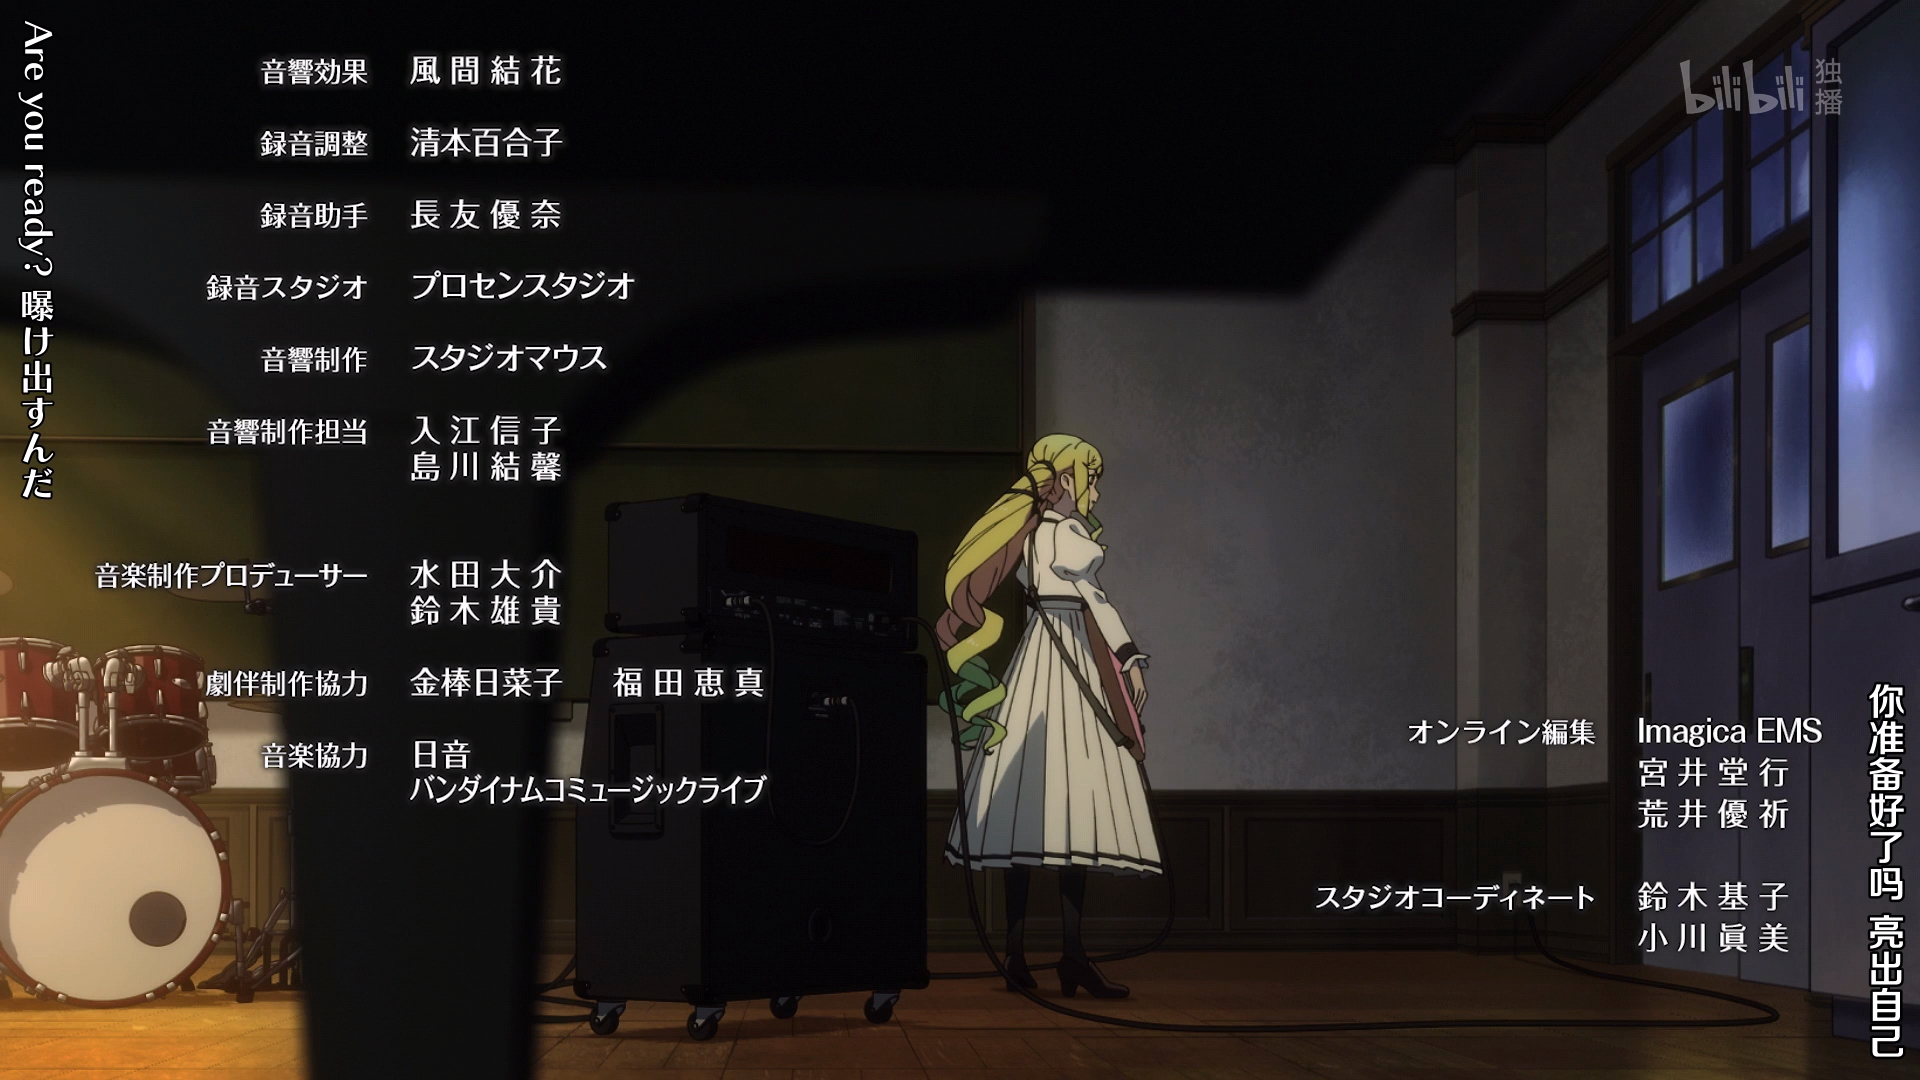 Are you ready? 曝け出すんだ
音響効果 風間結花
録音調整 清本百合子
録音助手 長友優奈
録音スタジオ プロセンスタジオ
音響制作 スタジオマウス
音響制作担当 入江信子
島川結馨
音楽制作プロデューサー 水田大介
鈴木雄貴
劇伴制作協力 金棒日菜子 福田恵真
音楽協力 日音
バンダイナムコミュージックライブ
bilibili 独播
オンライン編集 Imagica EMS
宮井堂行
荒井優祈
スタジオコーディネート 鈴木基子
小川眞美
你准备好了吗 亮出自己